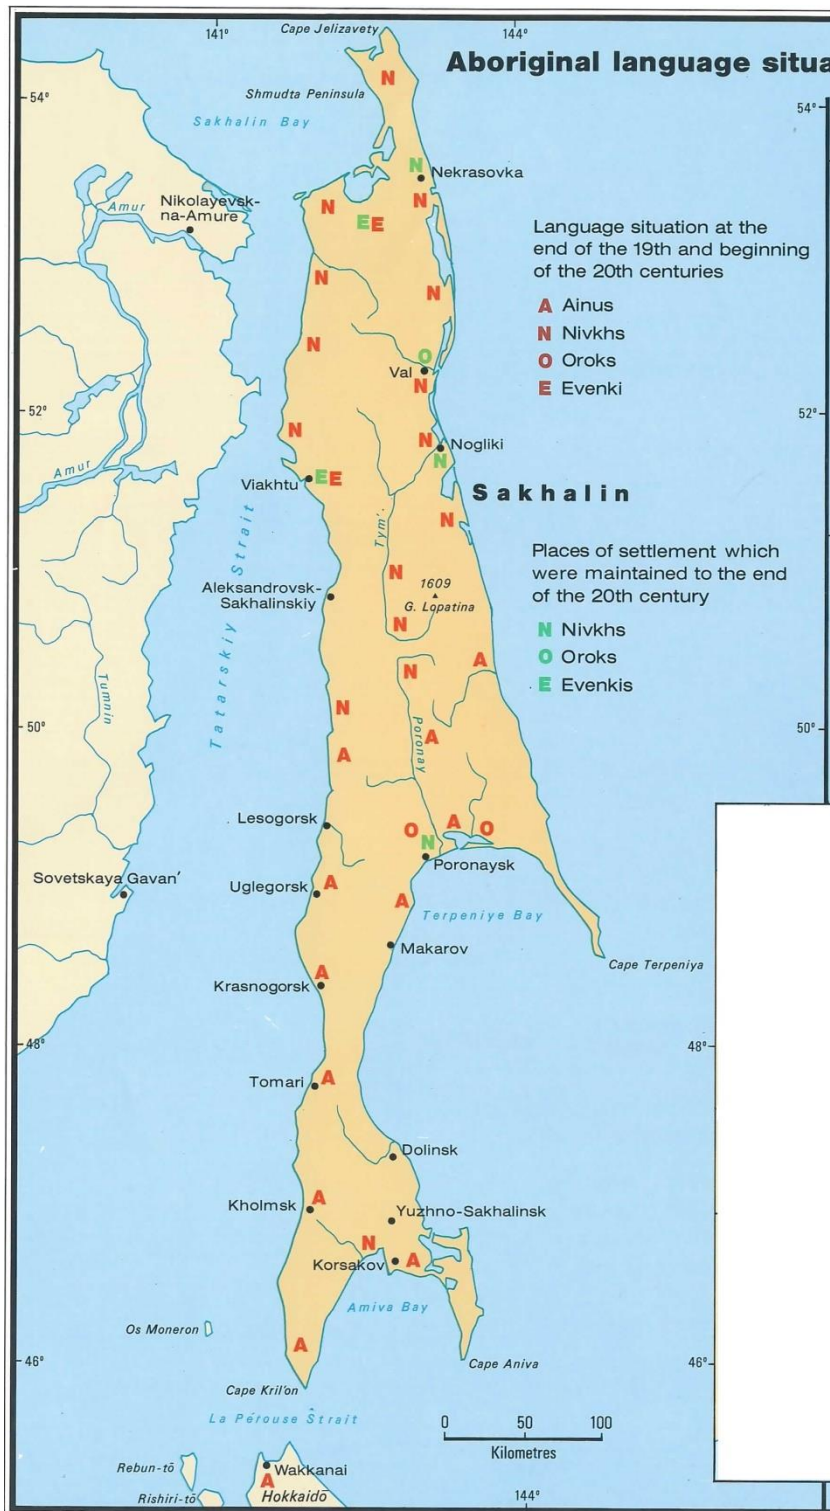 141°
144°
Cape Jelizavety
Aboriginal language situa
54°
54°
Shmudta Peninsula
Sakhalin Bay
N
N
Nekrasovka
Nikolayevsk-
na-Amure
Amur
N
N
E E
Language situation at the
end of the 19th and beginning
of the 20th centuries
A Ainus
N Nivkhs
O Oroks
E Evenki
N
N
N
O
Val
N
52°
52°
N
N
Nogliki
N
Amur
Viakhtu
E E
Sakhalin
Tym'.
N
Tatarskiy Strait
Places of settlement which
were maintained to the end
of the 20th century
N Nivkhs
O Oroks
E Evenkis
N
1609
G. Lopatina
Aleksandrovsk-
Sakhalinskiy
N
A
N
Tumnin
N
50°
50°
Poronay
A
A
Lesogorsk
O
A
O
N
Poronaysk
Sovetskaya Gavan'
Uglegorsk
A
A
Terpeniye Bay
Makarov
Cape Terpeniya
A
Krasnogorsk
48°
48°
Tomari
A
Dolinsk
Kholmsk
A
Yuzhno-Sakhalinsk
N
Korsakov
A
Amiva Bay
Os Moneron
A
46°
46°
Cape Aniva
Cape Kril'on
La Pérouse Strait
0 50 100
Kilometres
Rebun-tō
Wakkanai
A
Rishiri-tō
Hokkaidō
144°